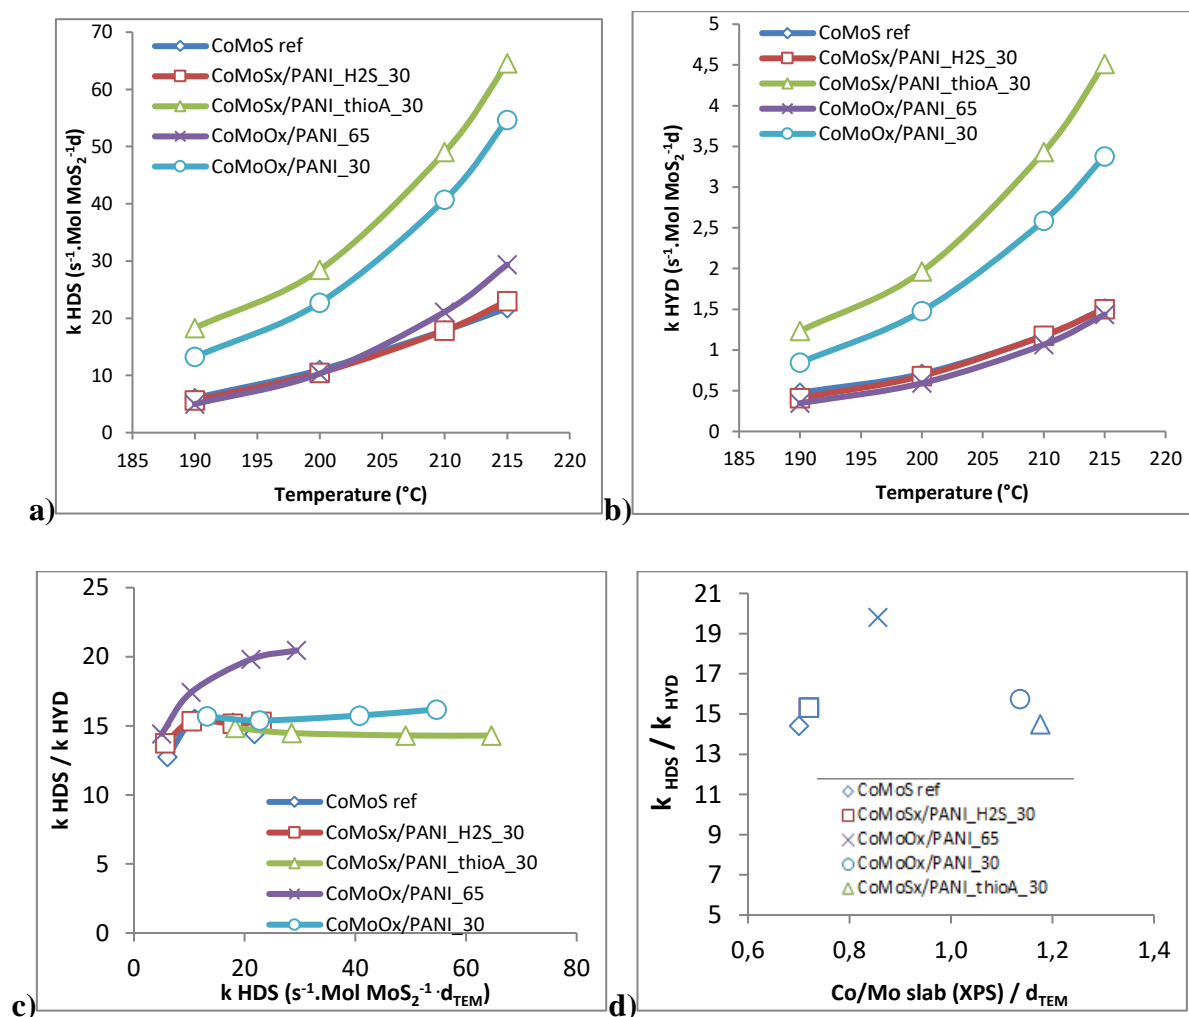 70
60
50
40
30
20
10
0
k HDS (s⁻¹.Mol MoS₂⁻¹d)
CoMoS ref
CoMoSx/PANI_H2S_30
CoMoSx/PANI_thioA_30
CoMoOx/PANI_65
CoMoOx/PANI_30
185 190 195 200 205 210 215 220
Temperature (°C)
a)
5
4,5
4
3,5
3
2,5
2
1,5
1
0,5
0
k HYD (s⁻¹.Mol MoS₂⁻¹d)
CoMoS ref
CoMoSx/PANI_H2S_30
CoMoSx/PANI_thioA_30
CoMoOx/PANI_65
CoMoOx/PANI_30
185 190 195 200 205 210 215 220
Temperature (°C)
b)
25
20
15
10
5
0
k HDS / k HYD
CoMoS ref
CoMoSx/PANI_H2S_30
CoMoSx/PANI_thioA_30
CoMoOx/PANI_65
CoMoOx/PANI_30
0 20 40 60 80
k HDS (s⁻¹.Mol MoS₂⁻¹·d_TEM)
c)
21
19
17
15
13
11
9
7
5
k_HDS / k_HYD
CoMoS ref
CoMoSx/PANI_H2S_30
CoMoOx/PANI_65
CoMoOx/PANI_30
CoMoSx/PANI_thioA_30
0,6 0,8 1,0 1,2 1,4
Co/Mo slab (XPS) / d_TEM
d)